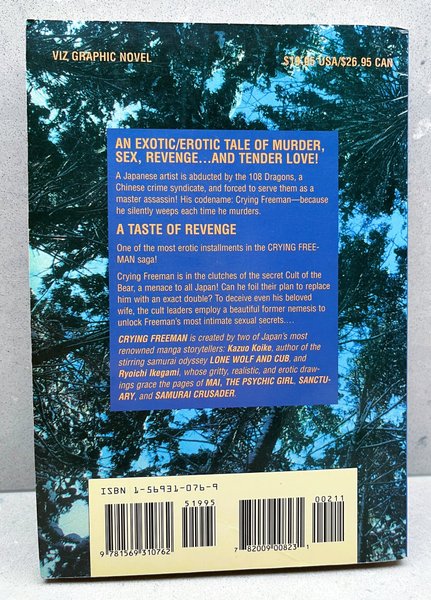 VIZ GRAPHIC NOVEL
$19.95 USA/$26.95 CAN
AN EXOTIC/EROTIC TALE OF MURDER,
SEX, REVENGE...AND TENDER LOVE!
A Japanese artist is abducted by the 108 Dragons, a
Chinese crime syndicate, and forced to serve them as a
master assassin! His codename: Crying Freeman—because
he silently weeps each time he murders.
A TASTE OF REVENGE
One of the most erotic installments in the CRYING FREE-
MAN saga!
Crying Freeman is in the clutches of the secret Cult of the
Bear, a menace to all Japan! Can he foil their plan to replace
him with an exact double? To deceive even his beloved
wife, the cult leaders employ a beautiful former nemesis to
unlock Freeman's most intimate sexual secrets....
CRYING FREEMAN is created by two of Japan's most
renowned manga storytellers: Kazuo Koike, author of the
stirring samurai odyssey LONE WOLF AND CUB, and
Ryoichi Ikegami, whose gritty, realistic, and erotic draw-
ings grace the pages of MAI, THE PSYCHIC GIRL, SANCTU-
ARY, and SAMURAI CRUSADER.
ISBN 1-56931-076-9
51995
00211
9 781569 310762
7 82009 00823 1